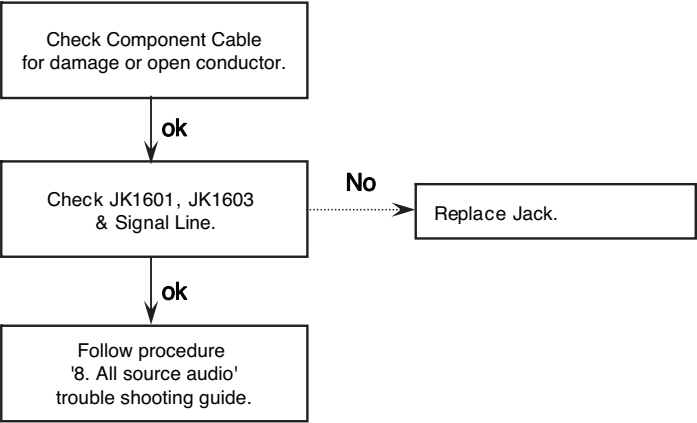 Check Component Cable
for damage or open conductor.
ok
Check JK1601, JK1603
& Signal Line.
No
Replace Jack.
ok
Follow procedure
'8. All source audio'
trouble shooting guide.